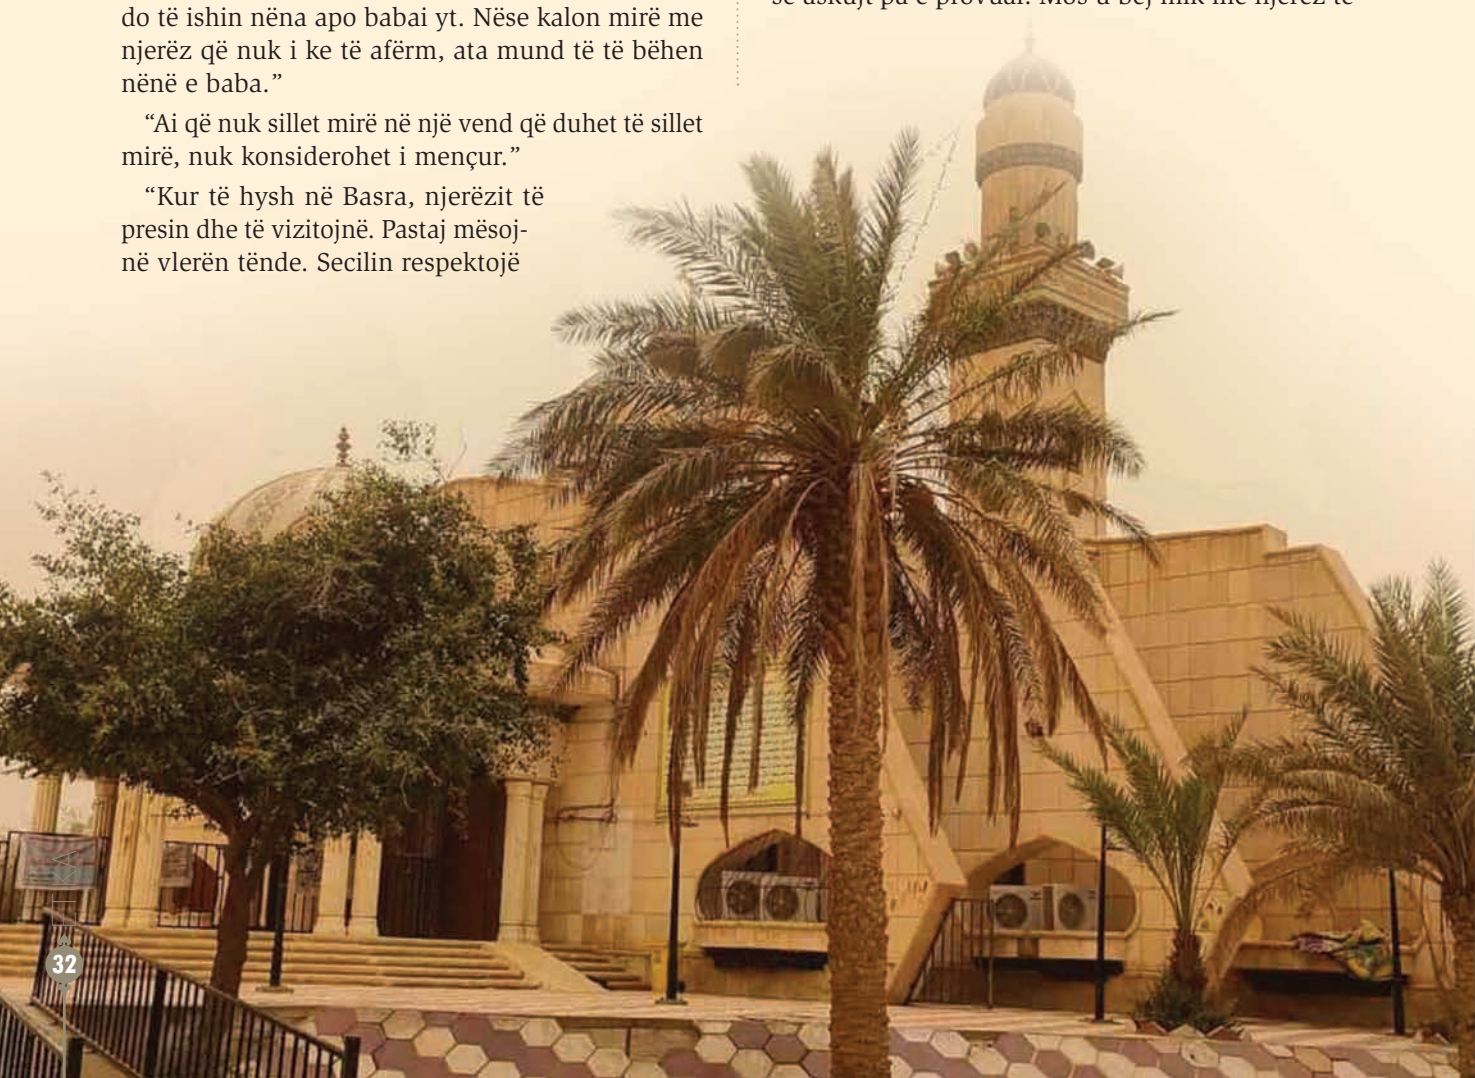 do të ishin nëna apo babai yt. Nëse kalon mirë me
njerëz që nuk i ke të afërm, ata mund të të bëhen
nënë e baba.”
“Ai që nuk sillet mirë në një vend që duhet të sillet
mirë, nuk konsiderohet i mençur.”
“Kur të hysh në Basra, njerëzit të
presin dhe të vizitojnë. Pastaj mësoj-
në vlerën tënde. Secilin respektojë
32